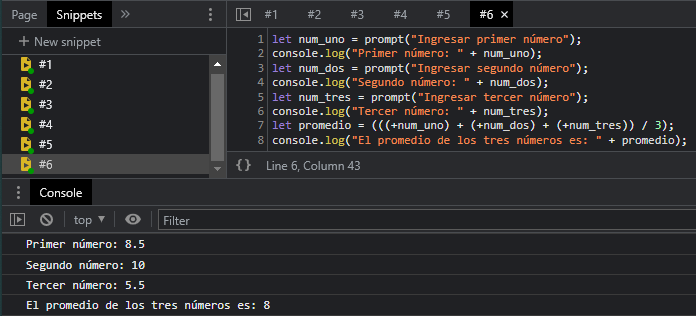 Page Snippets »
+ New snippet
#1
#2
#3
#4
#5
#6
#1 #2 #3 #4 #5 #6 ×
1 let num_uno = prompt("Ingresar primer número");
2 console.log("Primer número: " + num_uno);
3 let num_dos = prompt("Ingresar segundo número");
4 console.log("Segundo número: " + num_dos);
5 let num_tres = prompt("Ingresar tercer número");
6 console.log("Tercer número: " + num_tres);
7 let promedio = (((+num_uno) + (+num_dos) + (+num_tres)) / 3);
8 console.log("El promedio de los tres números es: " + promedio);
{} Line 6, Column 43
Console
top ▼ Filter
Primer número: 8.5
Segundo número: 10
Tercer número: 5.5
El promedio de los tres números es: 8